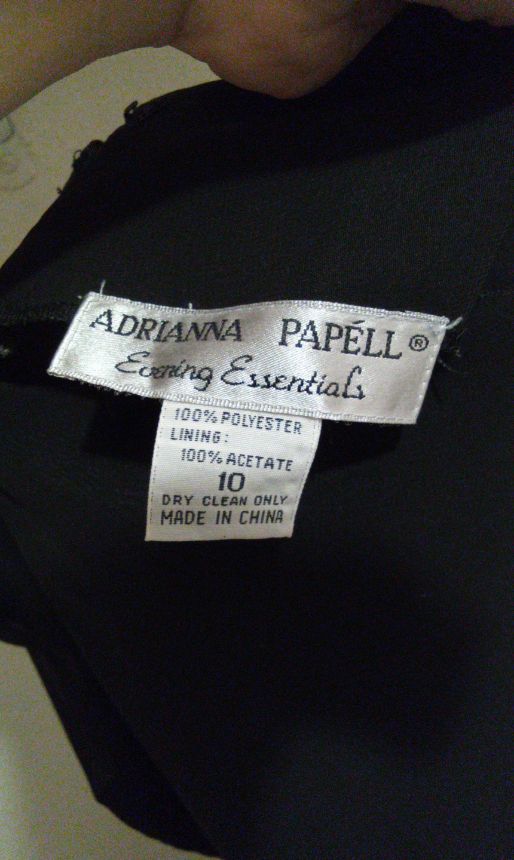 ADRIANNA PAPÉLL®
Evening Essentials
100% POLYESTER
LINING:
100% ACETATE
10
DRY CLEAN ONLY
MADE IN CHINA